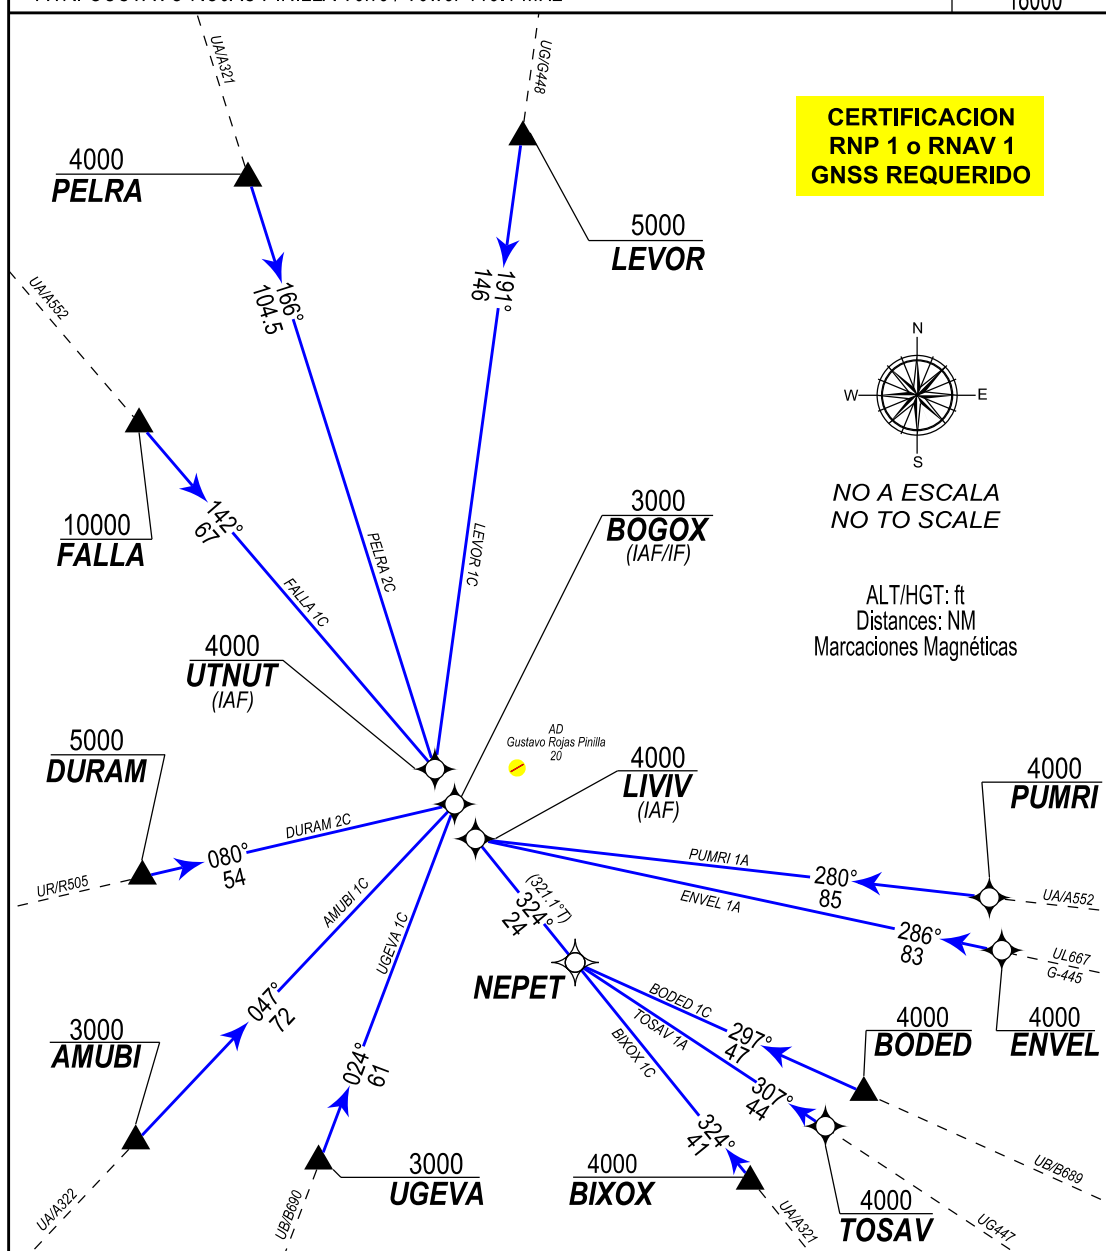 18000
UA/A321
UG/G448
CERTIFICACION
RNP 1 o RNAV 1
GNSS REQUERIDO
4000
PELRA
5000
LEVOR
166°
104.5
191°
146
UA/A552
N
W
E
S
NO A ESCALA
NO TO SCALE
10000
FALLA
142°
67
3000
BOGOX
(IAF/IF)
PELRA 2C
LEVOR 1C
FALLA 1C
ALT/HGT: ft
Distances: NM
Marcaciones Magnéticas
4000
UTNUT
(IAF)
5000
DURAM
AD
Gustavo Rojas Pinilla
20
4000
LIVIV
(IAF)
4000
PUMRI
DURAM 2C
080°
54
UR/R505
PUMRI 1A
280°
85
UA/A552
ENVEL 1A
286°
83
UL667
G-445
AMUBI 1C
UGEVA 1C
(321.1°T)
324°
24
NEPET
BODED 1C
TOSAV 1A
BIXOX 1C
297°
47
4000
BODED
4000
ENVEL
047°
72
3000
AMUBI
024°
61
307°
44
324°
41
3000
UGEVA
4000
BIXOX
4000
TOSAV
UB/B689
UA/A322
UB/B690
UA/A321
UG447